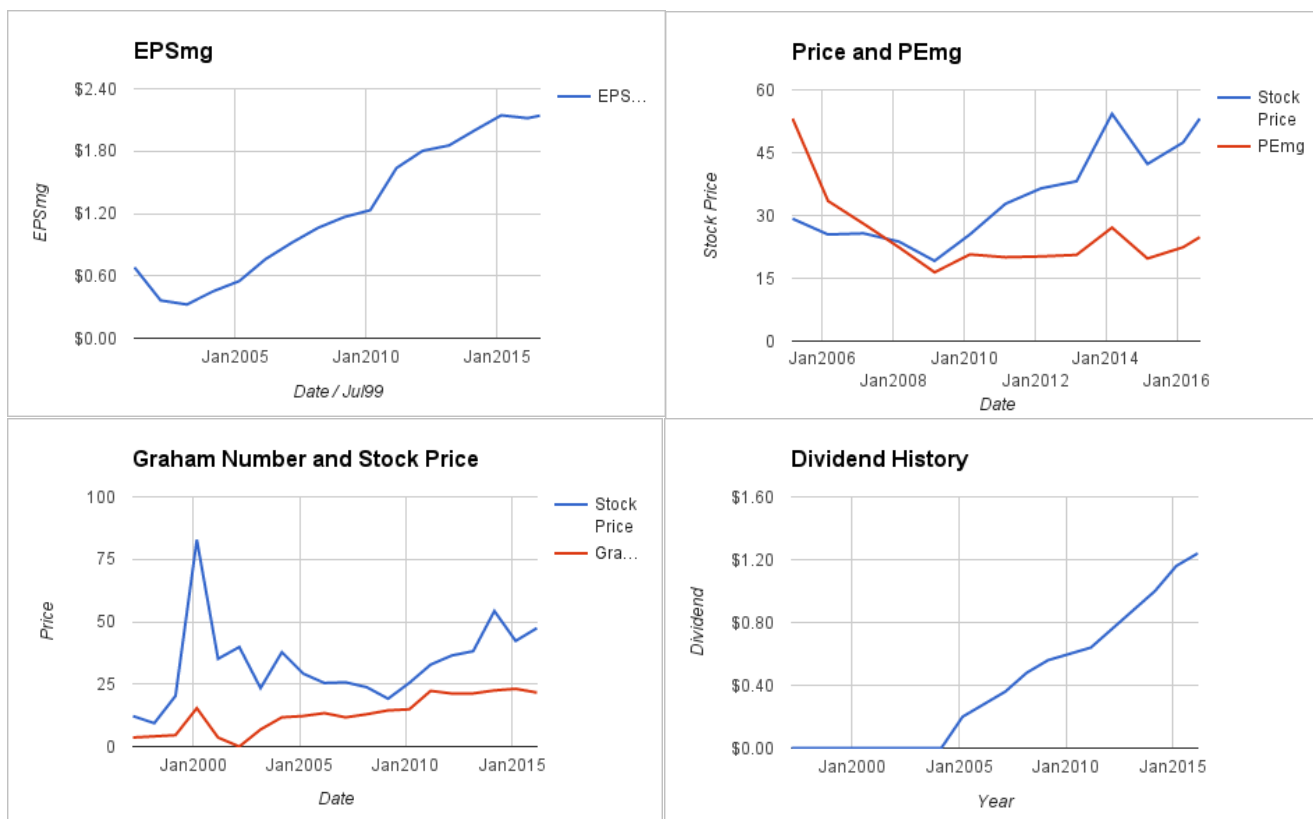 EPSmg
$2.40
$1.80
$1.20
$0.60
$0.00
EPSmg
Jan2005 Jan2010 Jan2015
Date / Jul99
EPS...
Price and PEmg
60
45
30
15
0
Stock Price
Jan2006 Jan2010 Jan2014
Jan2008 Jan2012 Jan2016
Date
Stock
Price
PEmg
Graham Number and Stock Price
100
75
50
25
0
Price
Jan2000 Jan2005 Jan2010 Jan2015
Date
Stock
Price
Gra...
Dividend History
$1.60
$1.20
$0.80
$0.40
$0.00
Dividend
Jan2000 Jan2005 Jan2010 Jan2015
Year